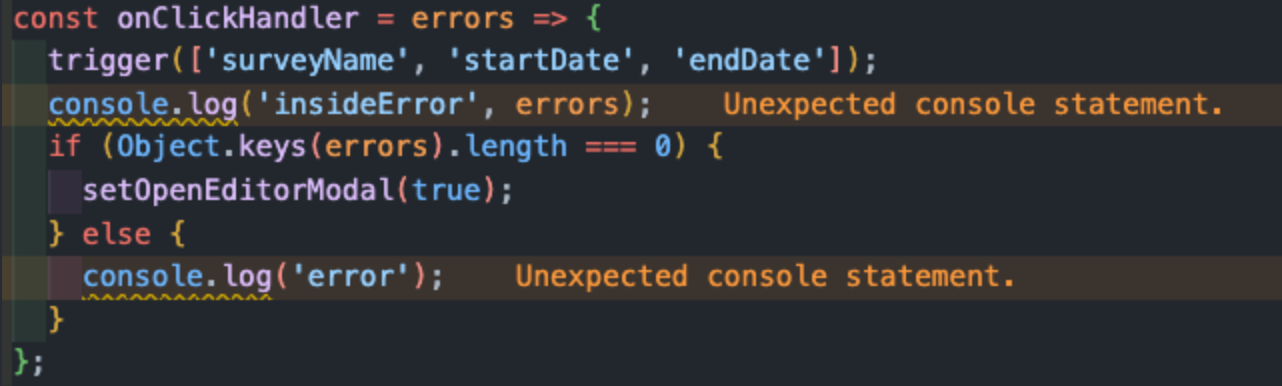 const onClickHandler = errors => {
trigger(['surveyName', 'startDate', 'endDate']);
console.log('insideError', errors);    Unexpected console statement.
if (Object.keys(errors).length === 0) {
setOpenEditorModal(true);
} else {
console.log('error');    Unexpected console statement.
}
};